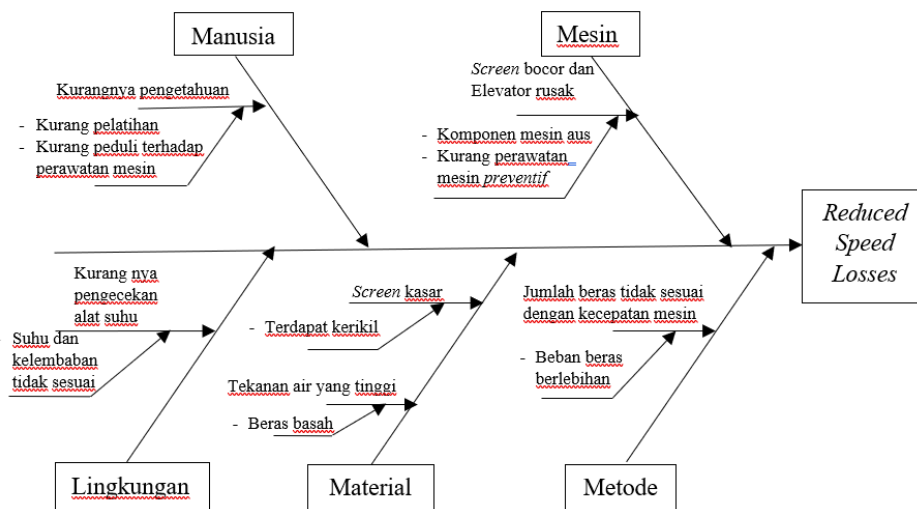 Manusia
Mesin
Kurangnya pengetahuan
- Kurang pelatihan
- Kurang peduli terhadap
perawatan mesin
Screen bocor dan
Elevator rusak
- Komponen mesin aus
- Kurang perawatan
mesin preventif
Reduced
Speed
Losses
Kurang nya
pengecekan
alat suhu
- Suhu dan
kelembaban
tidak sesuai
Screen kasar
- Terdapat kerikil
Tekanan air yang tinggi
- Beras basah
Jumlah beras tidak sesuai
dengan kecepatan mesin
- Beban beras
berlebihan
Lingkungan
Material
Metode